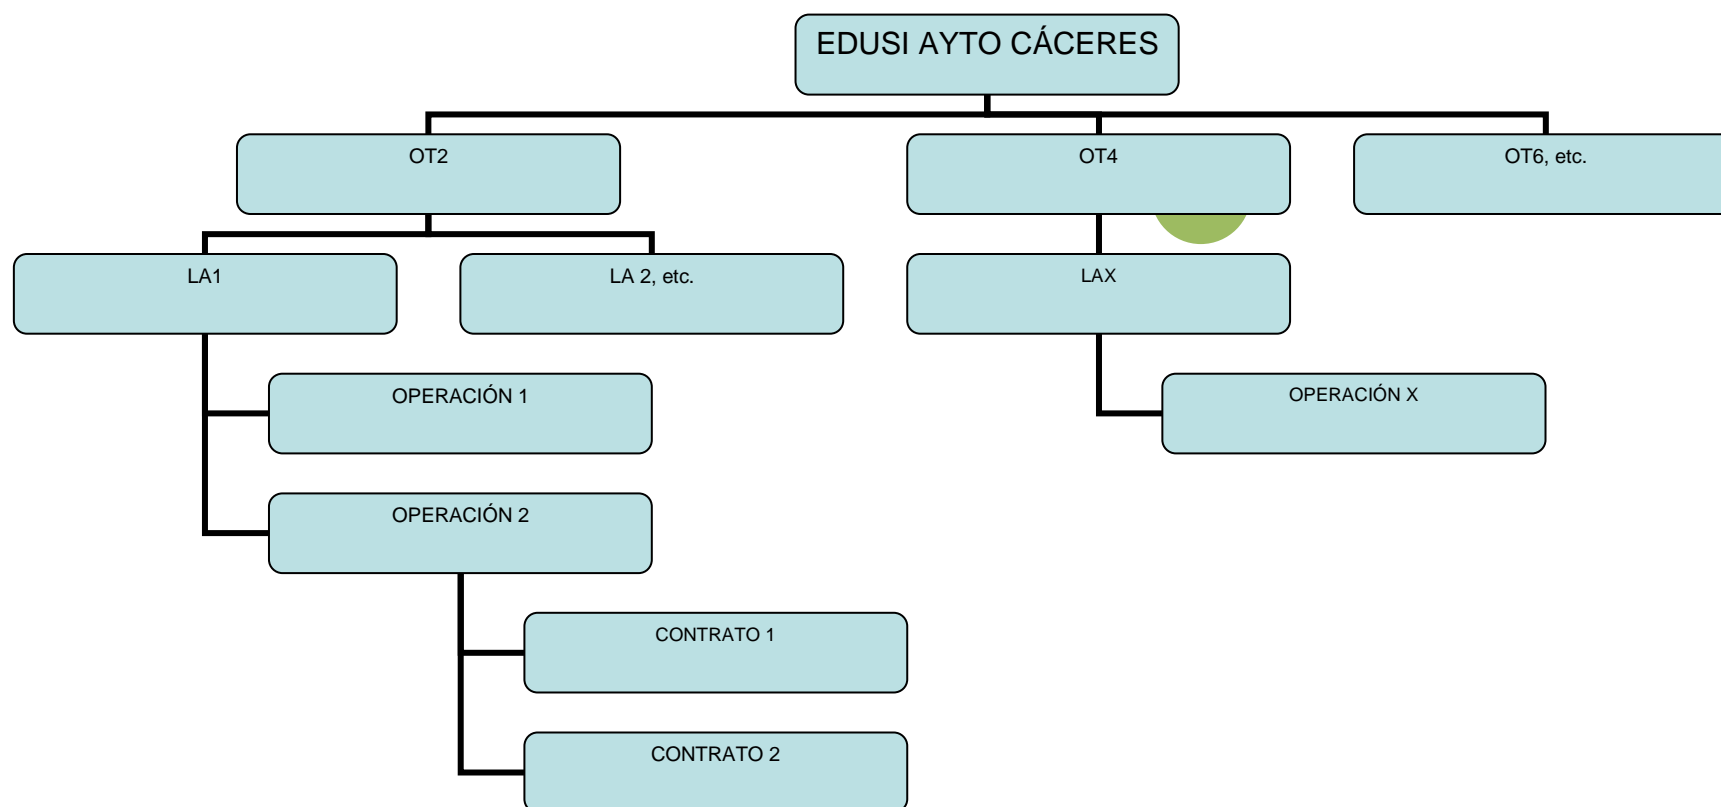 EDUSI AYTO CÁCERES
OT2
OT4
OT6, etc.
LA1
LA 2, etc.
LAX
OPERACIÓN 1
OPERACIÓN X
OPERACIÓN 2
CONTRATO 1
CONTRATO 2